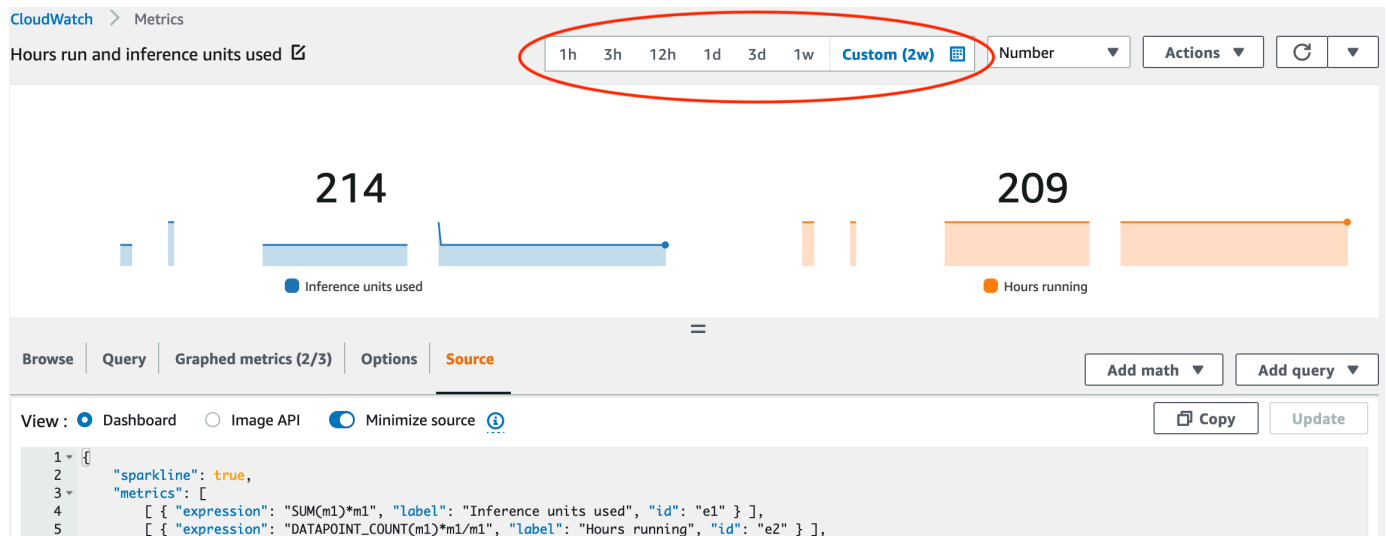 CloudWatch > Metrics
Hours run and inference units used
1h 3h 12h 1d 3d 1w Custom (2w)
Number
Actions
214
209
Inference units used
Hours running
Browse
Query
Graphed metrics (2/3)
Options
Source
Add math
Add query
View : Dashboard Image API Minimize source
Copy
Update
1 {
2 "sparkline": true,
3 "metrics": [
4 [ { "expression": "SUM(m1)*m1", "label": "Inference units used", "id": "e1" } ],
5 [ { "expression": "DATAPOINT_COUNT(m1)*m1/m1", "label": "Hours running", "id": "e2" } ],